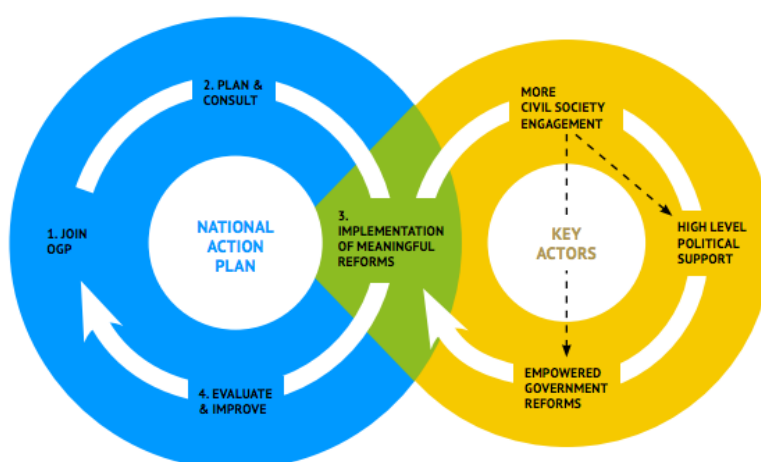 2. PLAN &
CONSULT
1. JOIN
OGP
NATIONAL
ACTION
PLAN
3.
IMPLEMENTATION
OF MEANINGFUL
REFORMS
4. EVALUATE
& IMPROVE
MORE
CIVIL SOCIETY
ENGAGEMENT
KEY
ACTORS
HIGH LEVEL
POLITICAL
SUPPORT
EMPOWERED
GOVERNMENT
REFORMS